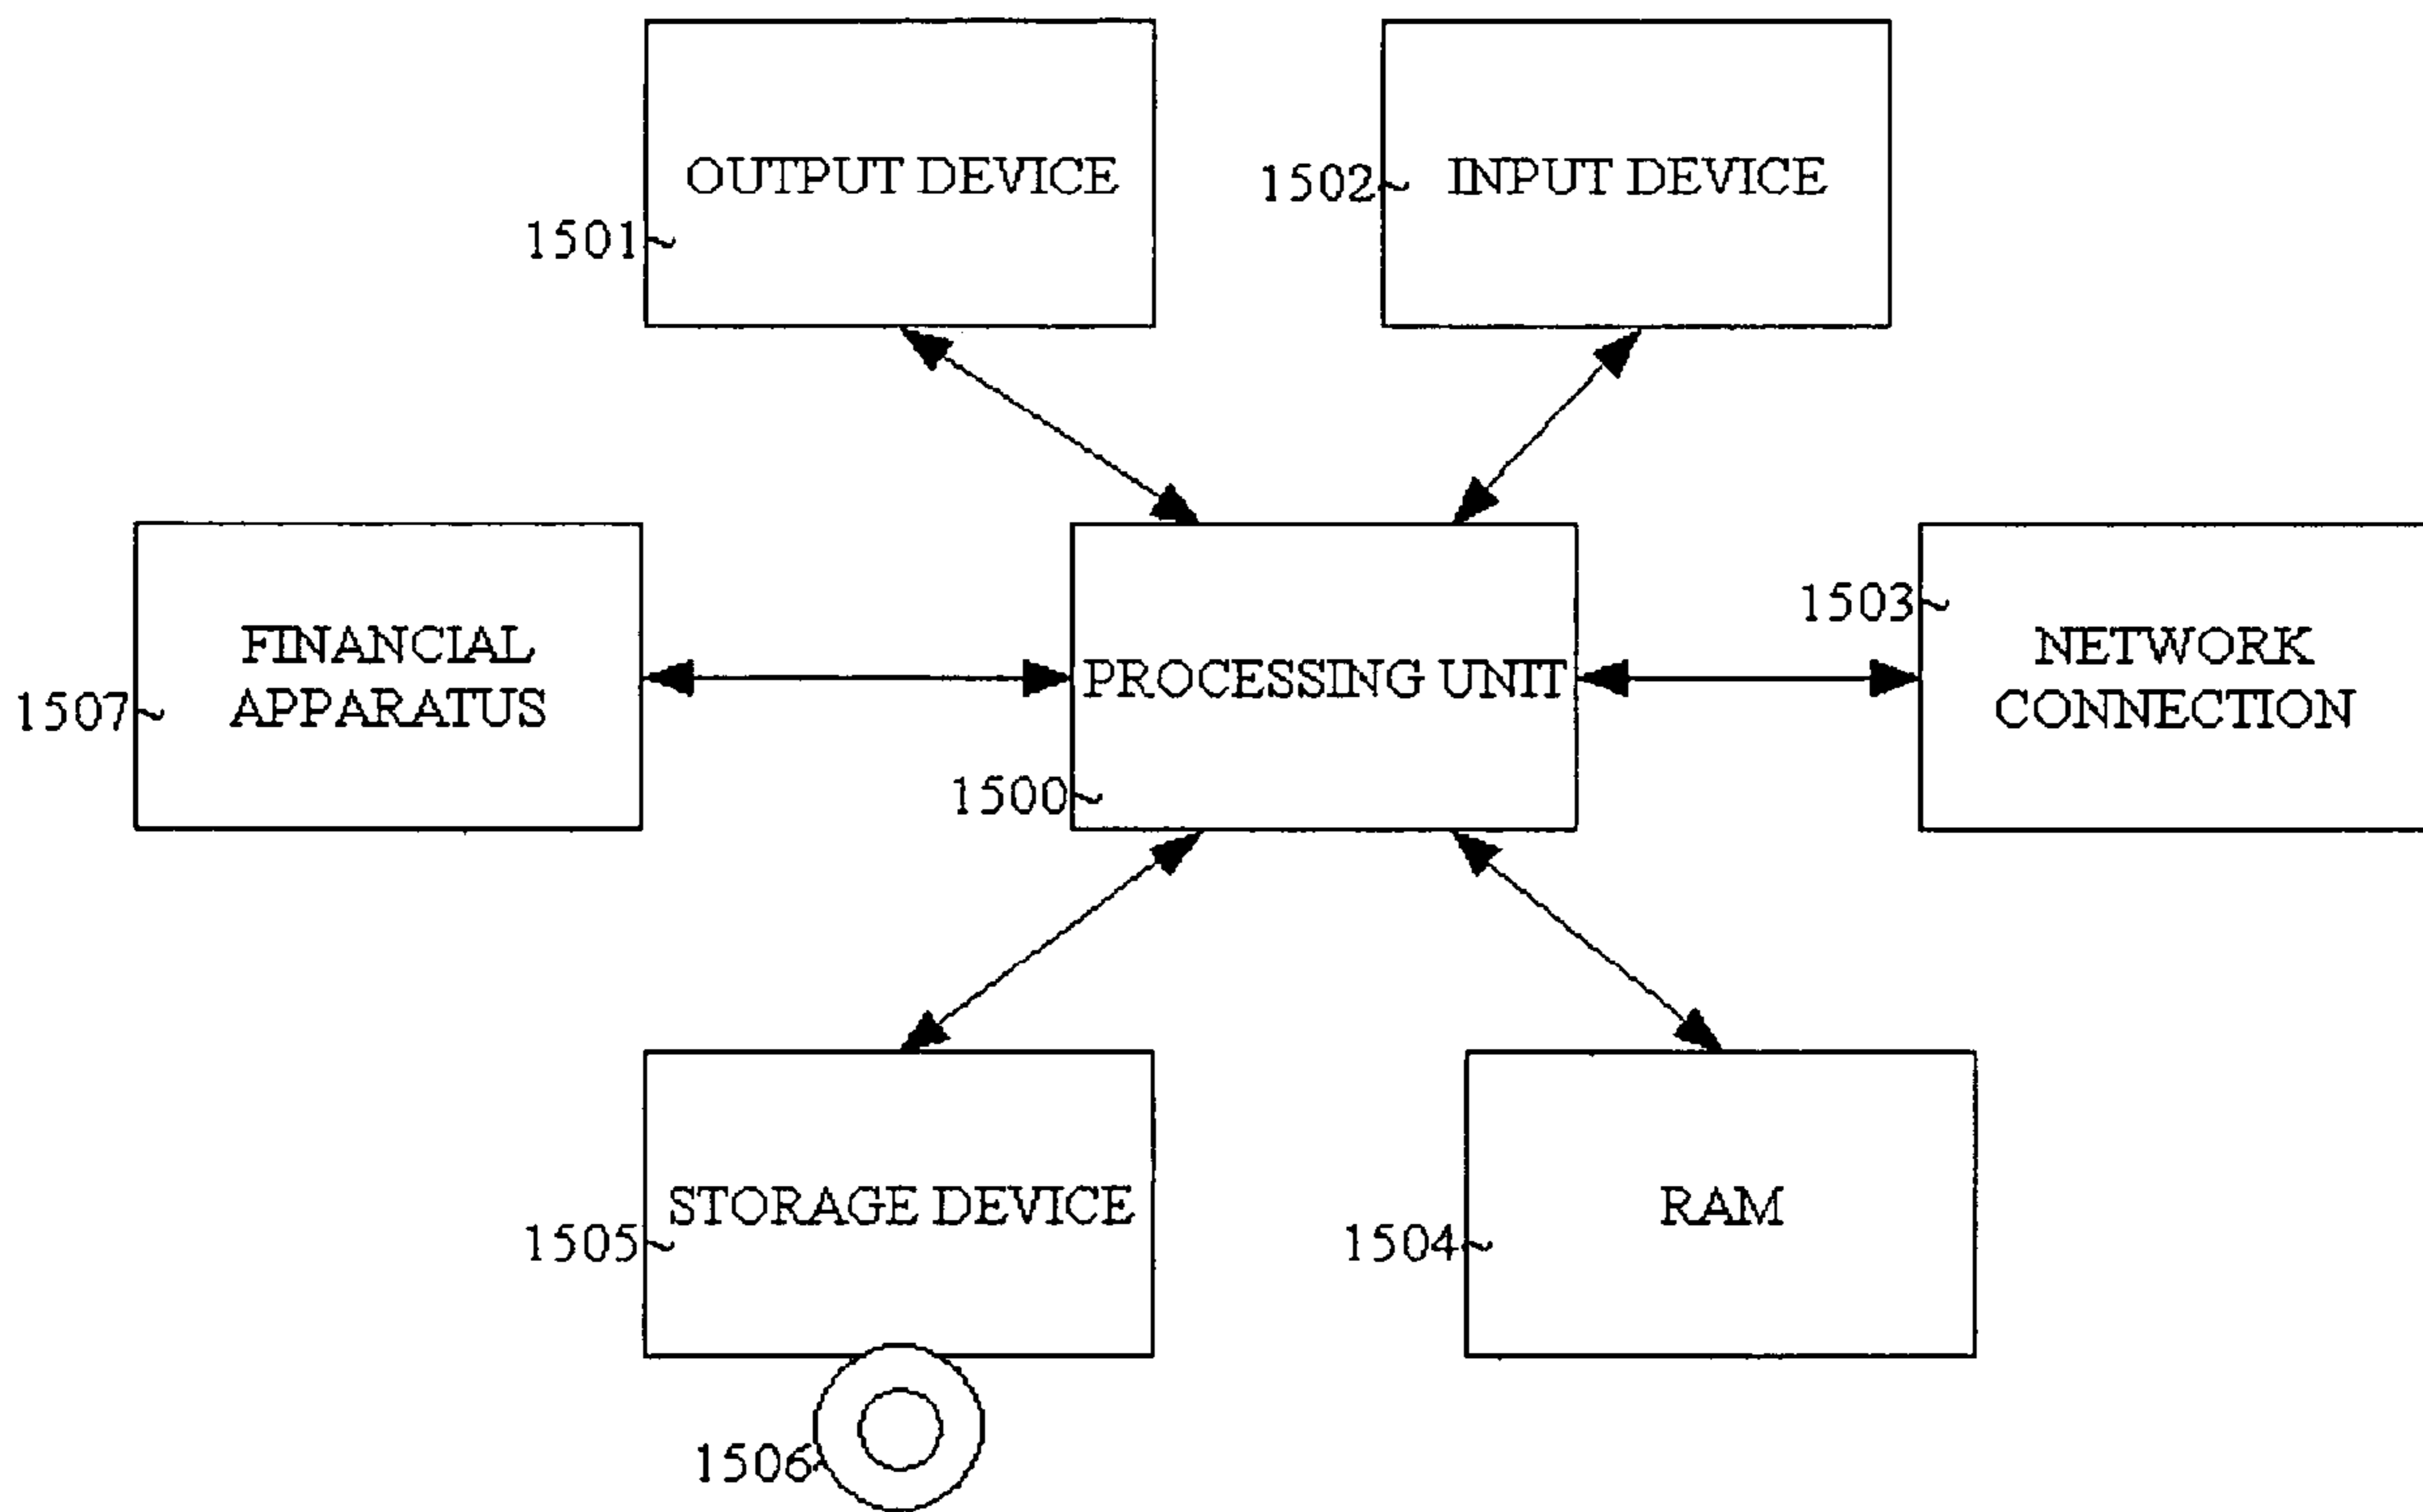 OUTPUT DEVICE
1501
1502
INPUT DEVICE
FINANCIAL
APPARATUS
1507
PROCESSING UNIT
1500
1503
NETWORK
CONNECTION
STORAGE DEVICE
1505
1506
RAM
1504